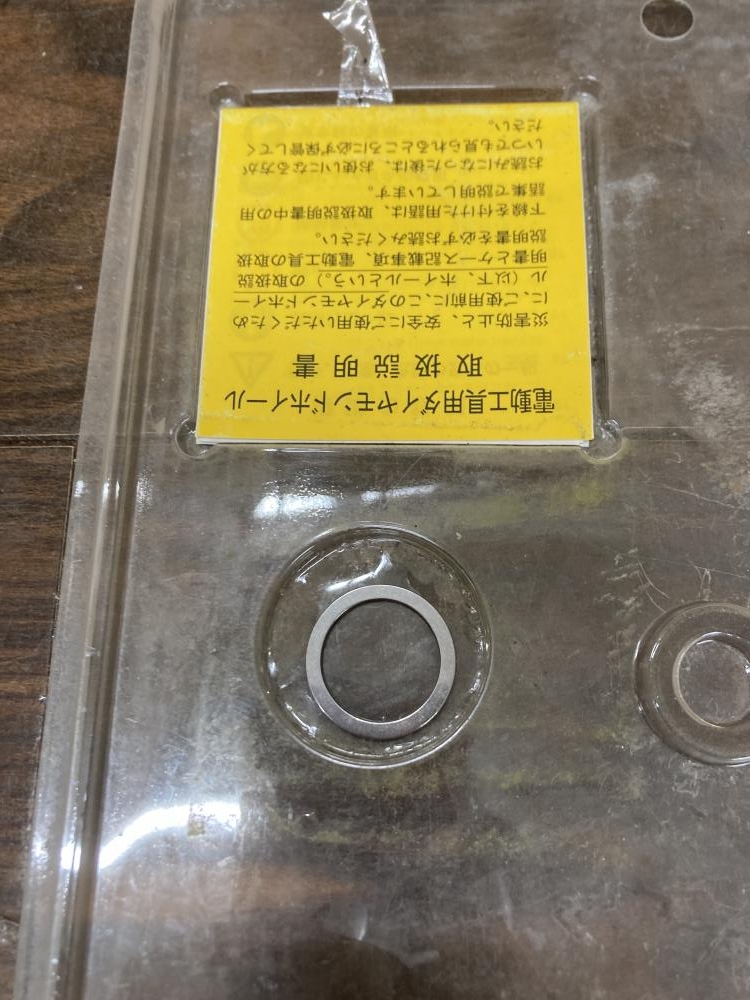 電動工具用ダイヤモンドホイール
取扱説明書
災害防止と、安全にご使用いただくため
に、ご使用前に、このダイヤモンドホイー
ル（以下、ホイールという。）の取扱説
明書とケース記載事項、電動工具の取扱
説明書を必ずお読みください。
下線を付けた用語は、取扱説明書中の用
語集で説明しています。
お読みになった後は、お使いになる方が
いつでも見られるところに必ず保管して
ださい。